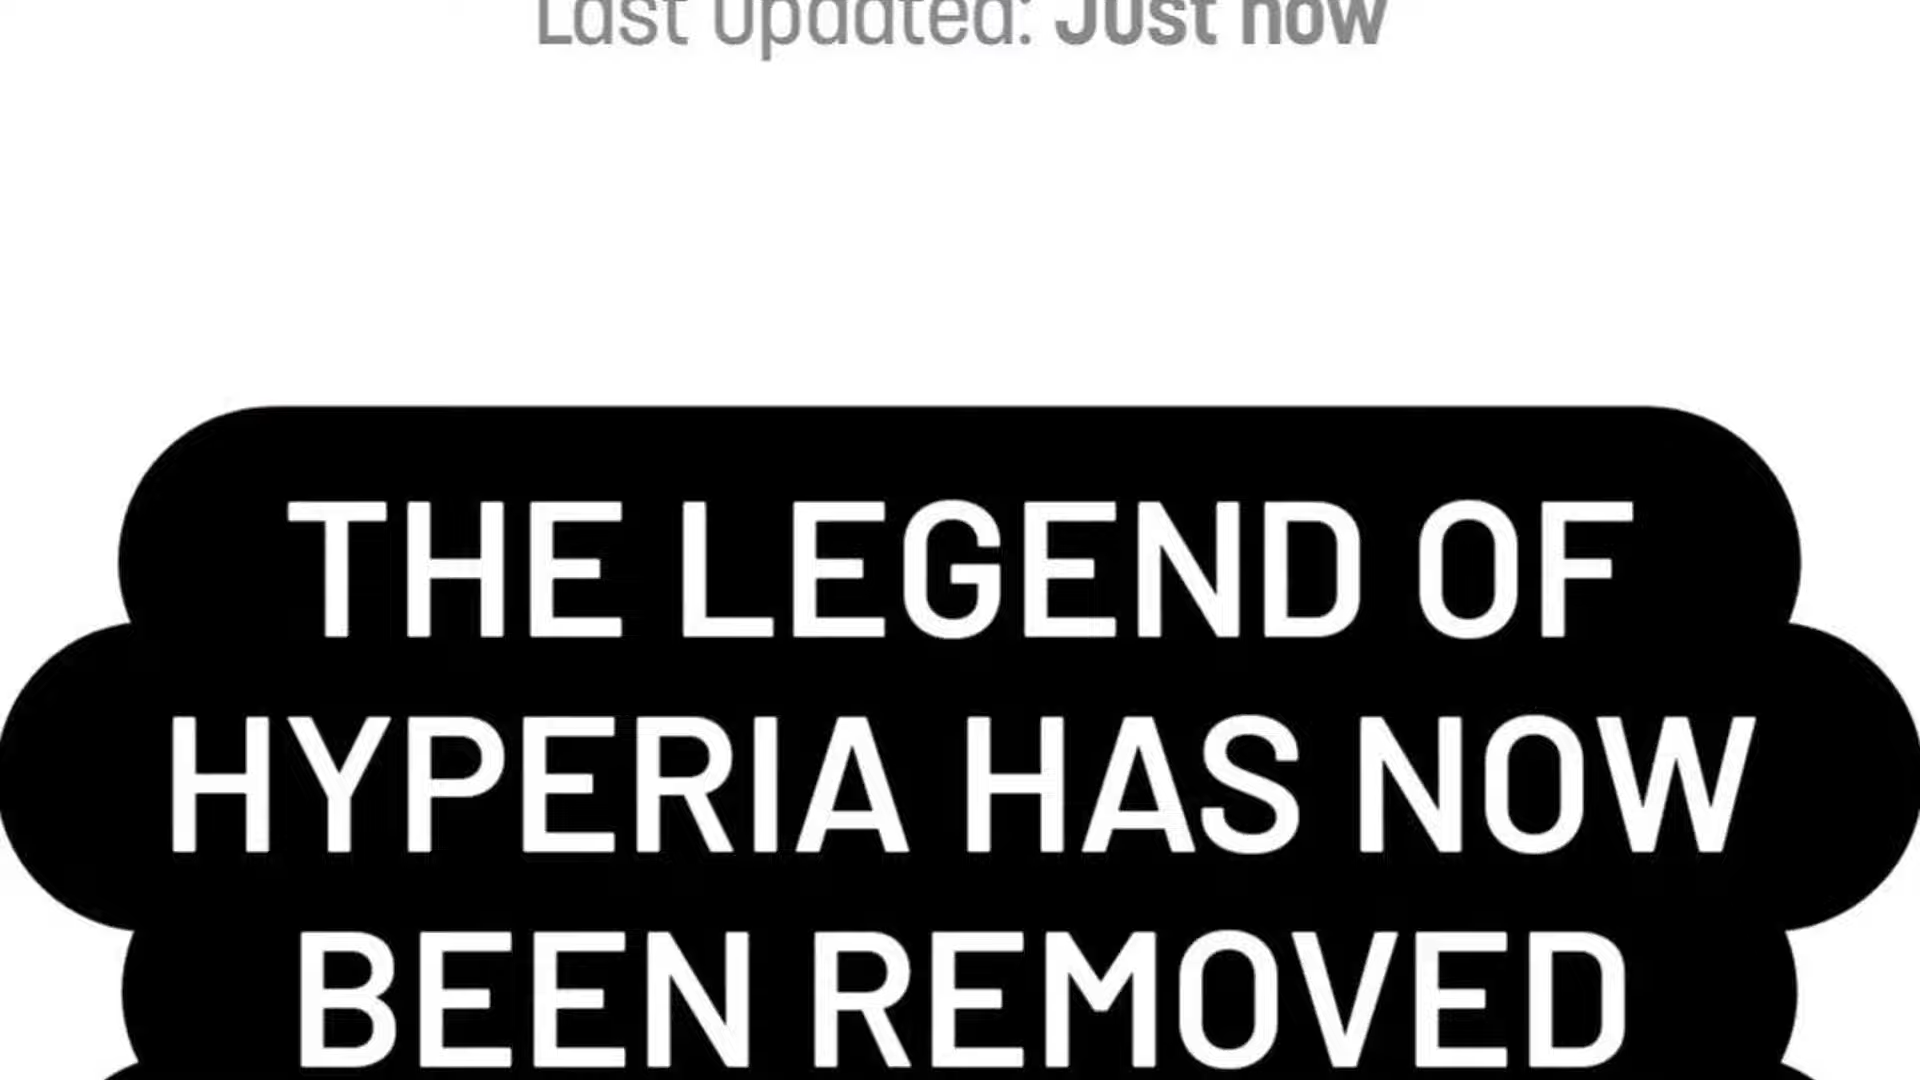 Last Updated: Just now
THE LEGEND OF
HYPERIA HAS NOW
BEEN REMOVED